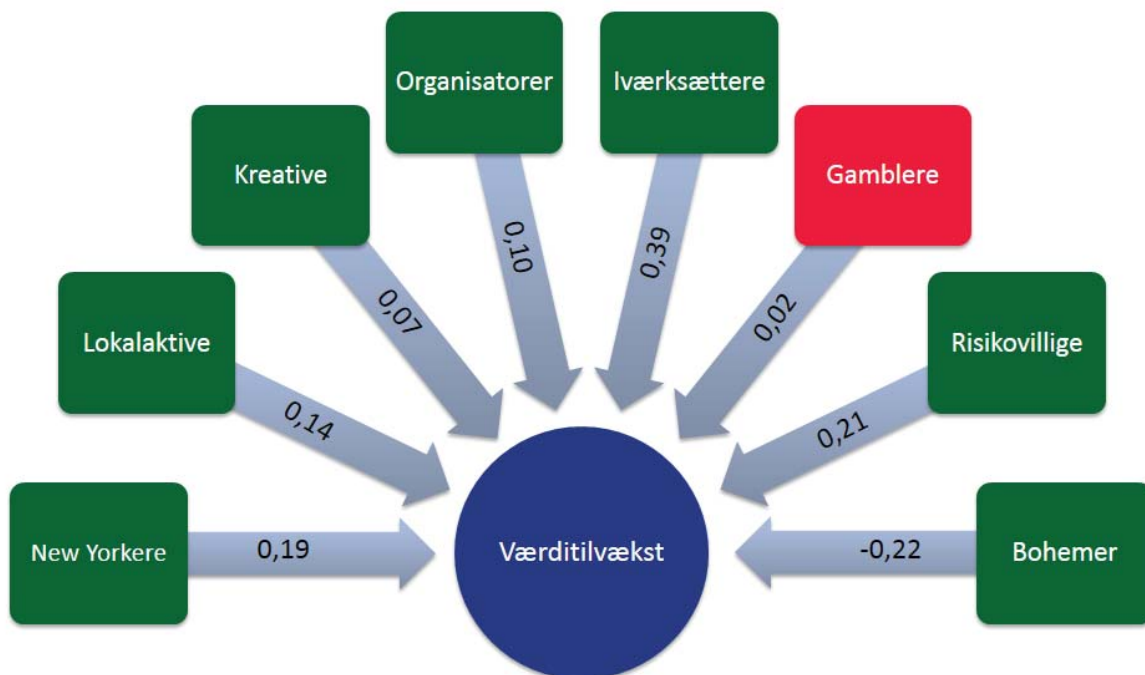 Organisatorer
Iværksættere
Kreative
Gamblere
Lokalaktive
Risikovillige
New Yorkere
Bohemer
0,19
0,14
0,07
0,10
0,39
0,02
0,21
-0,22
Værditilvækst